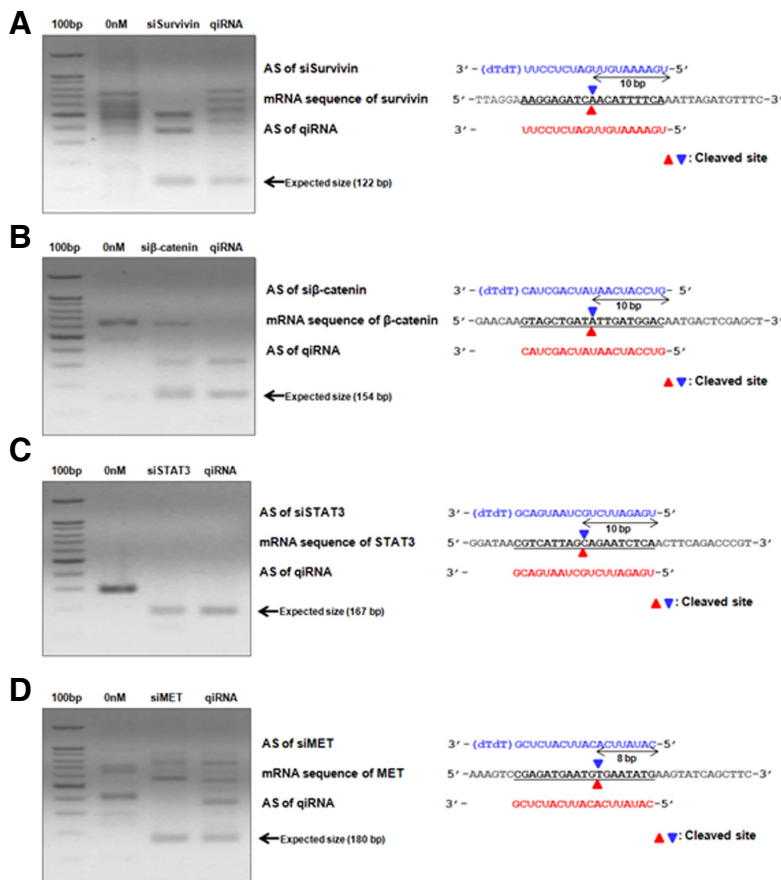 A
100bp 0nM siSurvivin qiRNA
AS of siSurvivin
3'-(dTdT)UUCCUCUAGUUGUAAAAGU-5'
10 bp
mRNA sequence of survivin
5'-TTAGGAAAGGAGATCAACATTTTCAAATTAGATGTTTC-3'
AS of qiRNA
3'- UUCCUCUAGUUGUAAAAGU-5'
: Cleaved site
Expected size (122 bp)
B
100bp 0nM siβ-catenin qiRNA
AS of siβ-catenin
3'-(dTdT)CAUCGACUAUAACUACCUG- 5'
10 bp
mRNA sequence of β-catenin
5'-GAACAAGTAGCTGATATTGATGGACAATGACTCGAGCT-3'
AS of qiRNA
3'- CAUCGACUAUAACUACCUG-5'
: Cleaved site
Expected size (154 bp)
C
100bp 0nM siSTAT3 qiRNA
AS of siSTAT3
3'-(dTdT)GCAGUAAUCGUCUUAGAGU-5'
10 bp
mRNA sequence of STAT3
5'-GGATAACGTCATTAGCAGAATCTCAACTTCAGACCCGT-3'
AS of qiRNA
3'- GCAGUAAUCGUCUUAGAGU-5'
: Cleaved site
Expected size (167 bp)
D
100bp 0nM siMET qiRNA
AS of siMET
3'-(dTdT)GCUCUACUUACACUUAUAC-5'
8 bp
mRNA sequence of MET
5'-AAAGTCCGAGATGAATGTGAATATGAAGTATCAGCTTC-3'
AS of qiRNA
3'- GCUCUACUUACACUUAUAC-5'
: Cleaved site
Expected size (180 bp)